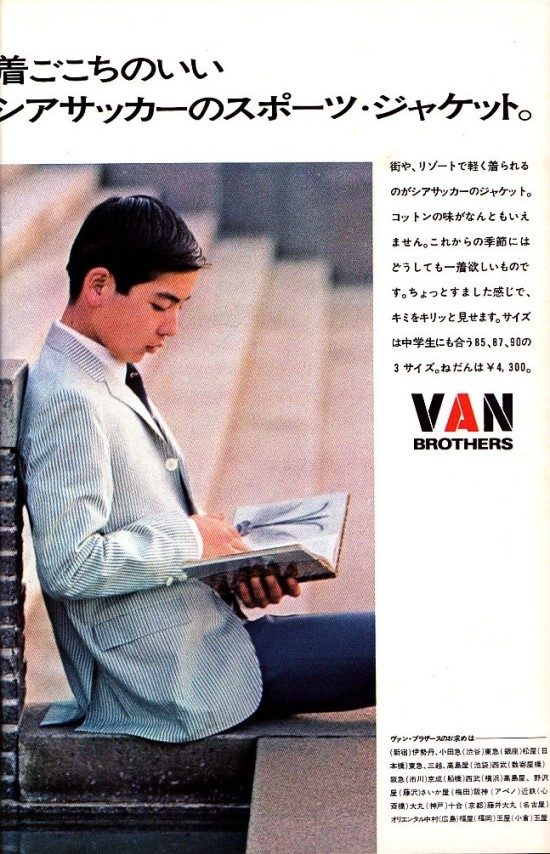 着ごこちのいい
シアサッカーのスポーツ・ジャケット。
街や、リゾートで軽く着られる
のがシアサッカーのジャケット。
コットンの味がなんともいえ
ません。これからの季節には
どうしても一着欲しいもので
す。ちょっとすました感じで、
キミをキリッと見せます。サイズ
は中学生にも合う85、87、90の
3サイズ。ねだんは¥4,300。
VAN
BROTHERS
ヴァン・ブラザースのお求めは
(新宿)伊勢丹、小田急(渋谷)東急(銀座)松屋(日
本橋)東急、三越、高島屋(池袋)西武(数寄屋橋)
阪急(市川)京成(船橋)西武(横浜)高島屋、野沢
屋(藤沢)さいか屋(梅田)阪神(アベノ)近鉄(心
斎橋)大丸(神戸)十合(京都)藤井大丸(名古屋)
オリエンタル中村(広島)福屋(福岡)玉屋(小倉)玉屋